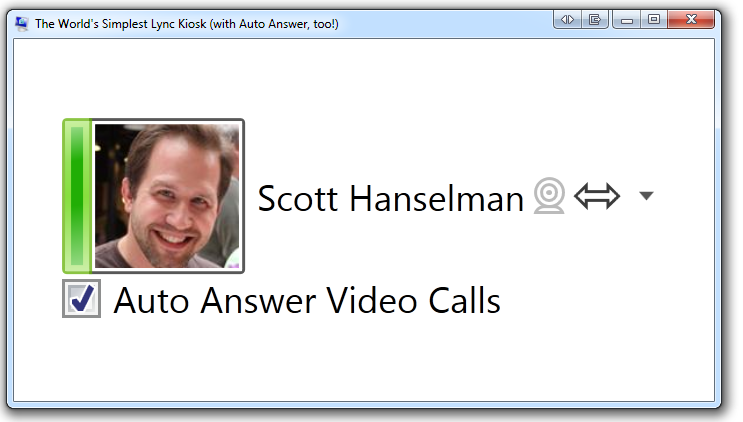 The World's Simplest Lync Kiosk (with Auto Answer, too!)
Scott Hanselman
Auto Answer Video Calls